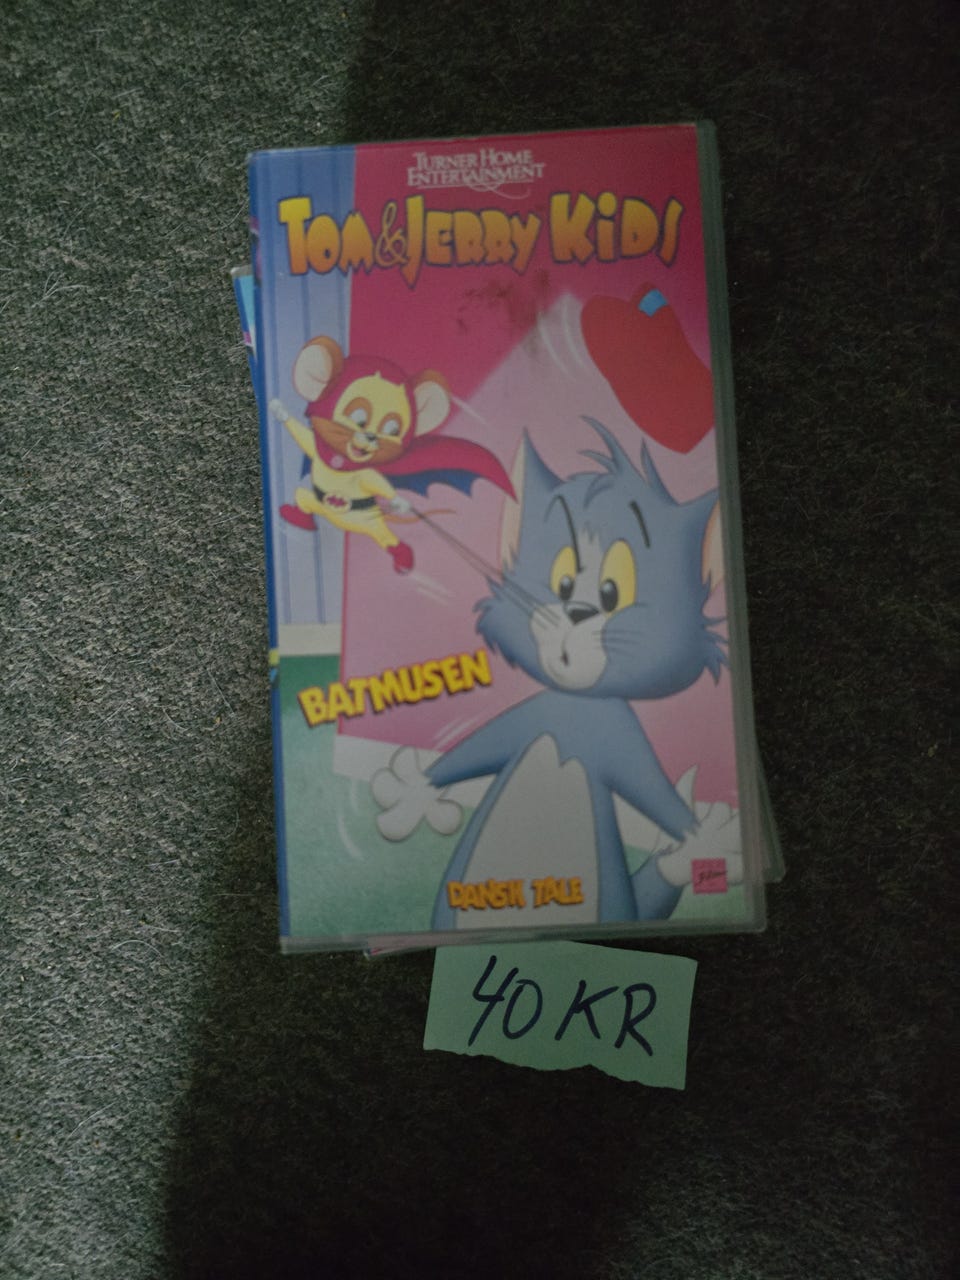 TURNER HOME
ENTERTAINMENT
TOM & JERRY KIDS
BATMUSEN
DANSK TALE
40 KR